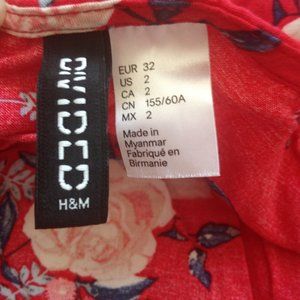 DIVIDED
H&M
EUR 32
US 2
CA 2
CN 155/60A
MX 2
Made in
Myanmar
Fabriqué en
Birmanie